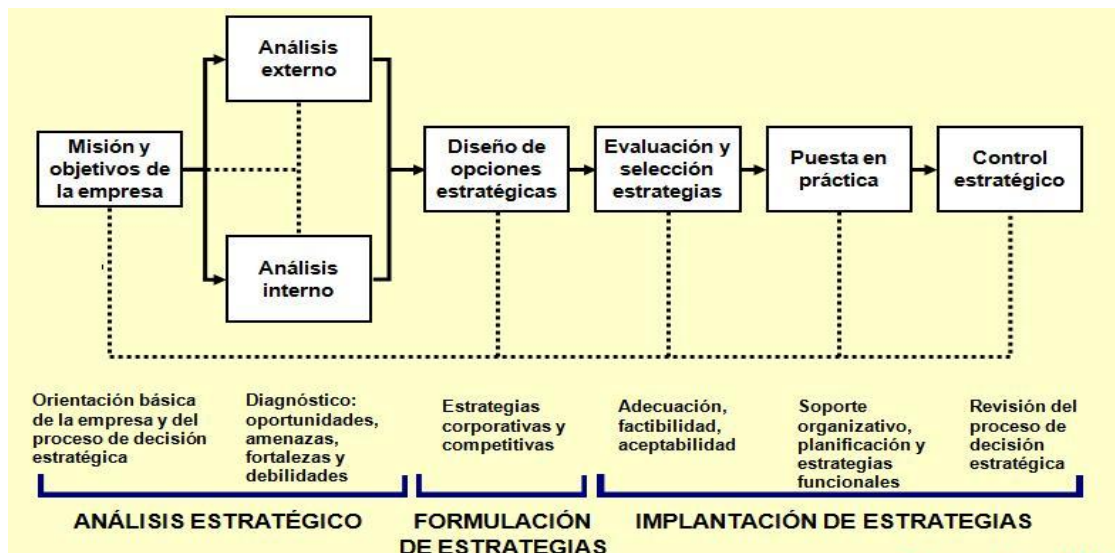 Análisis
externo
Misión y
objetivos de
la empresa
Diseño de
opciones
estratégicas
Evaluación y
selección
estrategias
Puesta en
práctica
Control
estratégico
Análisis
interno
Orientación básica
de la empresa y del
proceso de decisión
estratégica
Diagnóstico:
oportunidades,
amenazas,
fortalezas y
debilidades
Estrategias
corporativas y
competitivas
Adecuación,
factibilidad,
aceptabilidad
Soporte
organizativo,
planificación y
estrategias
funcionales
Revisión del
proceso de
decisión
estratégica
ANÁLISIS ESTRATÉGICO
FORMULACIÓN
DE ESTRATEGIAS
IMPLANTACIÓN DE ESTRATEGIAS